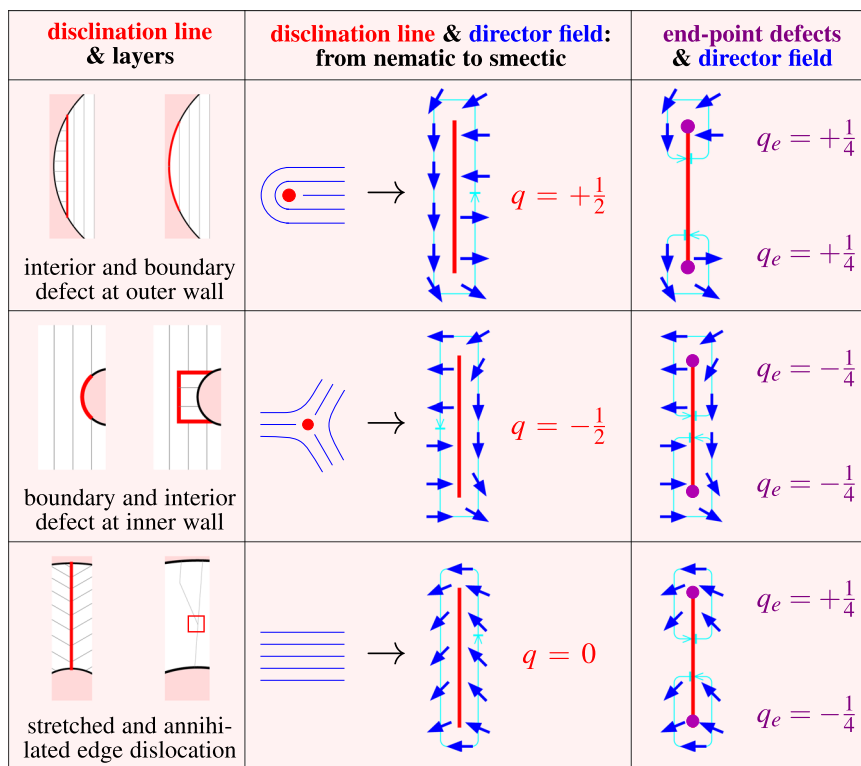 disclination line
& layers
disclination line & director field:
from nematic to smectic
end-point defects
& director field
interior and boundary
defect at outer wall
q = +1/2
q_e = +1/4
q_e = +1/4
boundary and interior
defect at inner wall
q = −1/2
q_e = −1/4
q_e = −1/4
stretched and annihi-
lated edge dislocation
q = 0
q_e = +1/4
q_e = −1/4